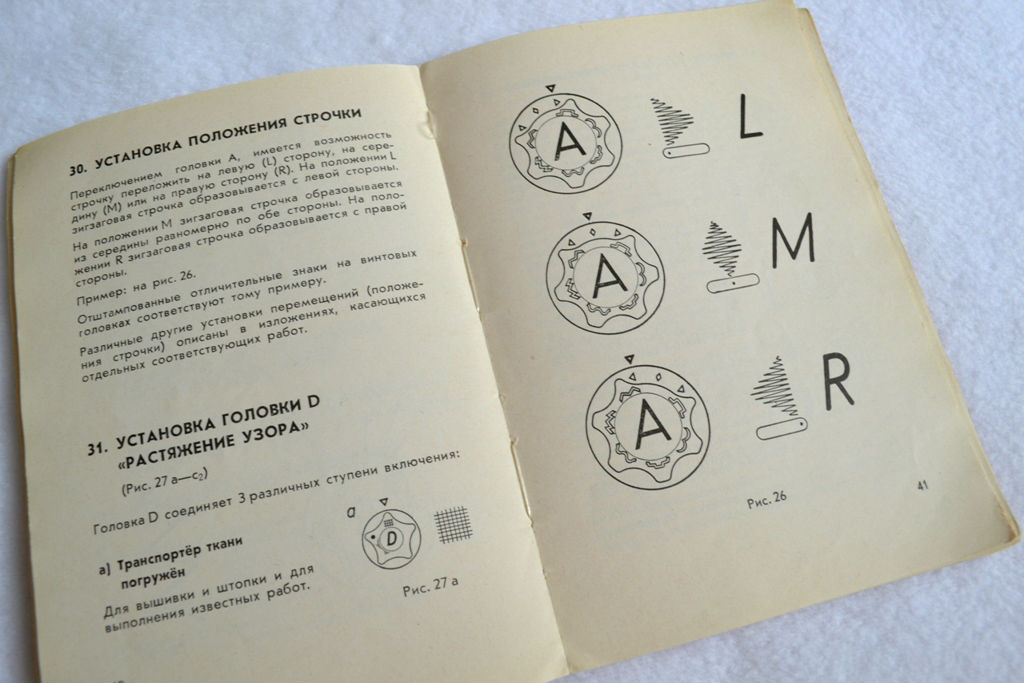 30. УСТАНОВКА ПОЛОЖЕНИЯ СТРОЧКИ
Переключением головки А, имеется возможность
строчку переложить на левую (L) сторону, на сере-
дину (М) или на правую сторону (R). На положении L
зигзаговая строчка образовывается с левой стороны.
На положении М зигзаговая строчка образовывается
из середины равномерно по обе стороны. На поло-
жении R зигзаговая строчка образовывается с правой
стороны.
Пример: на рис. 26.
Отштампованные отличительные знаки на винтовых
головках соответствуют тому примеру.
Различные другие установки перемещений (положе-
ния строчки) описаны в изложениях, касающихся
отдельных соответствующих работ.
31. УСТАНОВКА ГОЛОВКИ D
«РАСТЯЖЕНИЕ УЗОРА»
(Рис. 27 а—с₂)
Головка D соединяет 3 различных ступени включения:
а) Транспортёр ткани
погружён
Для вышивки и штопки и для
выполнения известных работ.
a
D
Рис. 27 а
A
L
A
M
A
R
Рис. 26
41